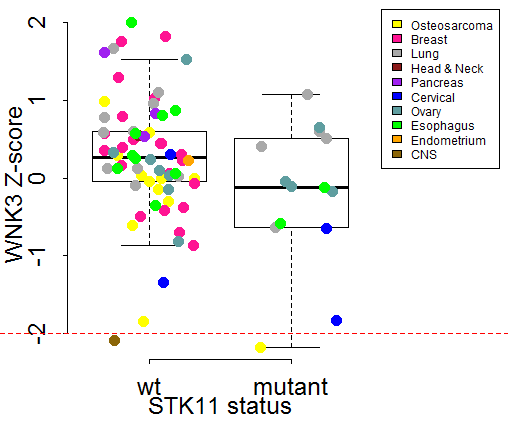 WNK3 Z-score
2
1
0
-1
-2
wt mutant
STK11 status
Osteosarcoma
Breast
Lung
Head & Neck
Pancreas
Cervical
Ovary
Esophagus
Endometrium
CNS